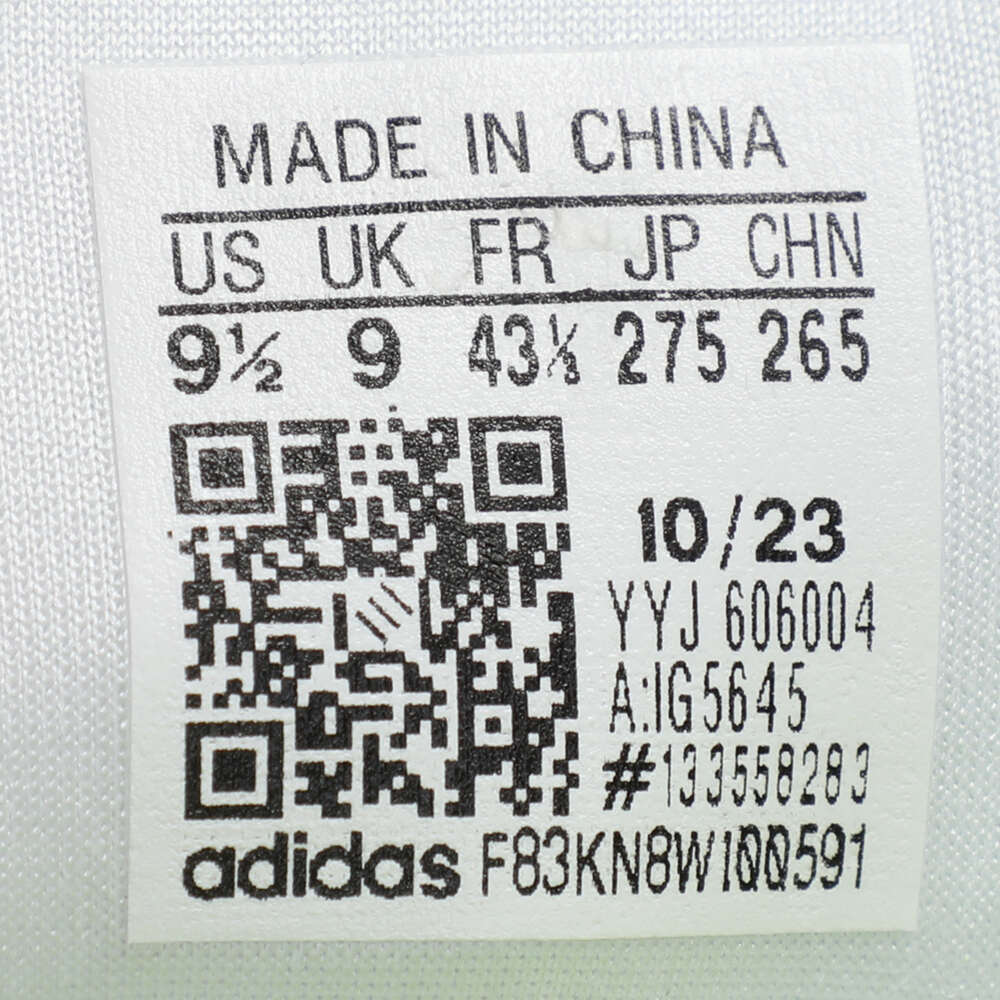 MADE IN CHINA
US UK FR JP CHN
9½ 9 43⅓ 275 265
10/23
YYJ 606004
A:IG5645
#133558283
adidas F83KN8WI00591